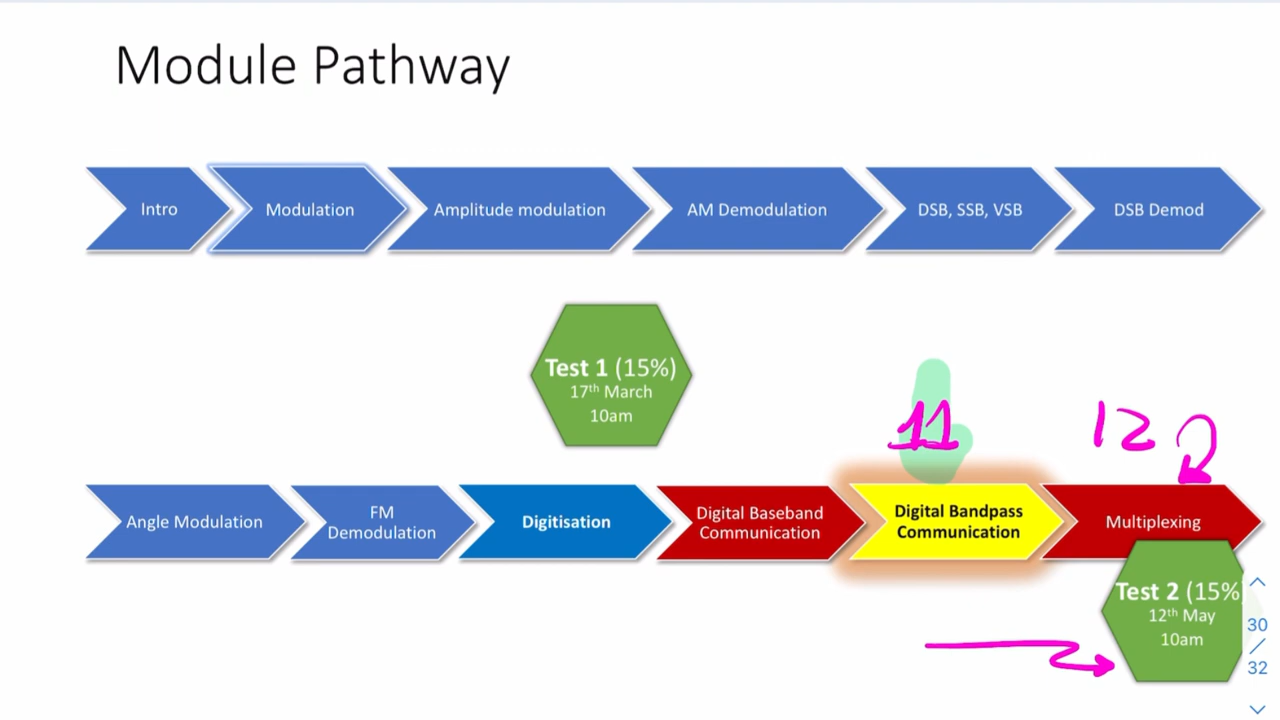 Module Pathway
Intro
Modulation
Amplitude modulation
AM Demodulation
DSB, SSB, VSB
DSB Demod
Test 1 (15%)
17th March
10am
11
12
Angle Modulation
FM
Demodulation
Digitisation
Digital Baseband
Communication
Digital Bandpass
Communication
Multiplexing
Test 2 (15%
12th May
10am
30
/
32